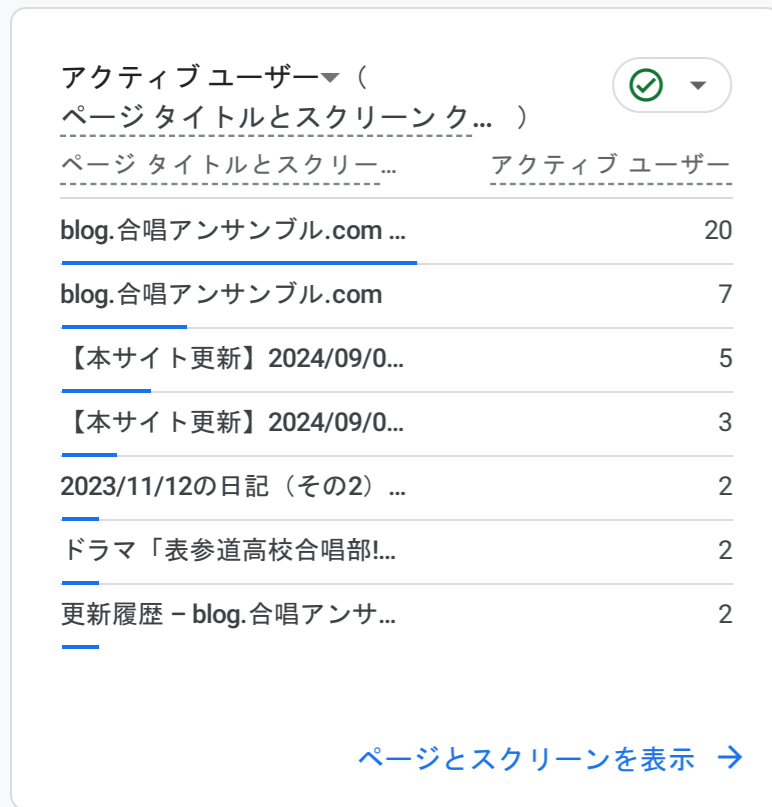 アクティブ ユーザー（
ページ タイトルとスクリーン ク... ）
ページ タイトルとスクリー... アクティブ ユーザー
blog.合唱アンサンブル.com ... 20
blog.合唱アンサンブル.com 7
【本サイト更新】2024/09/0... 5
【本サイト更新】2024/09/0... 3
2023/11/12の日記（その2）... 2
ドラマ「表参道高校合唱部!... 2
更新履歴 – blog.合唱アンサ... 2
ページとスクリーンを表示